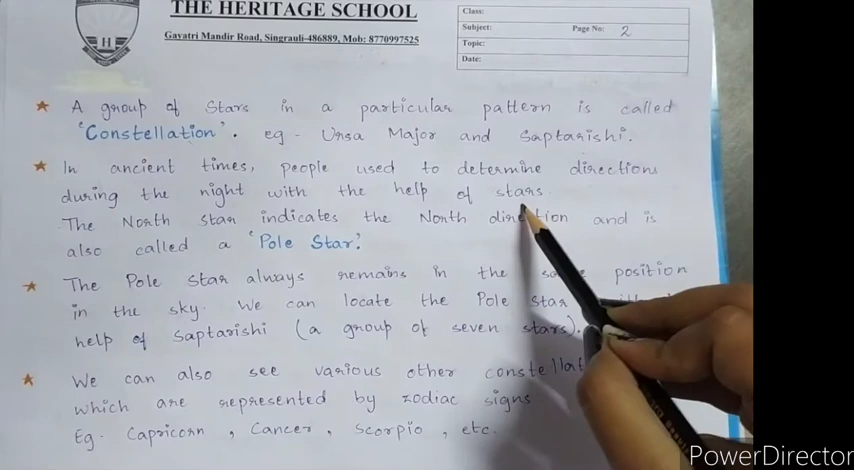 THE HERITAGE SCHOOL
Gayatri Mandir Road, Singrauli-486889, Mob: 8770997525
Class:
Subject: Page No: 2
Topic:
Date:
H
A group of Stars in a particular pattern is called
'Constellation'. eg - Ursa Major and Saptarishi.
In ancient times, people used to determine directions
during the night with the help of stars
The North Star indicates the North direction and is
also called a 'Pole Star'.
The Pole star always remains in the position
in the sky. We can locate the Pole Star
help of Saptarishi (a group of seven stars).
We can also see various other
which are represented by zodiac signs
Eg. Capricorn, Cancer, Scorpio, etc.
PowerDirector